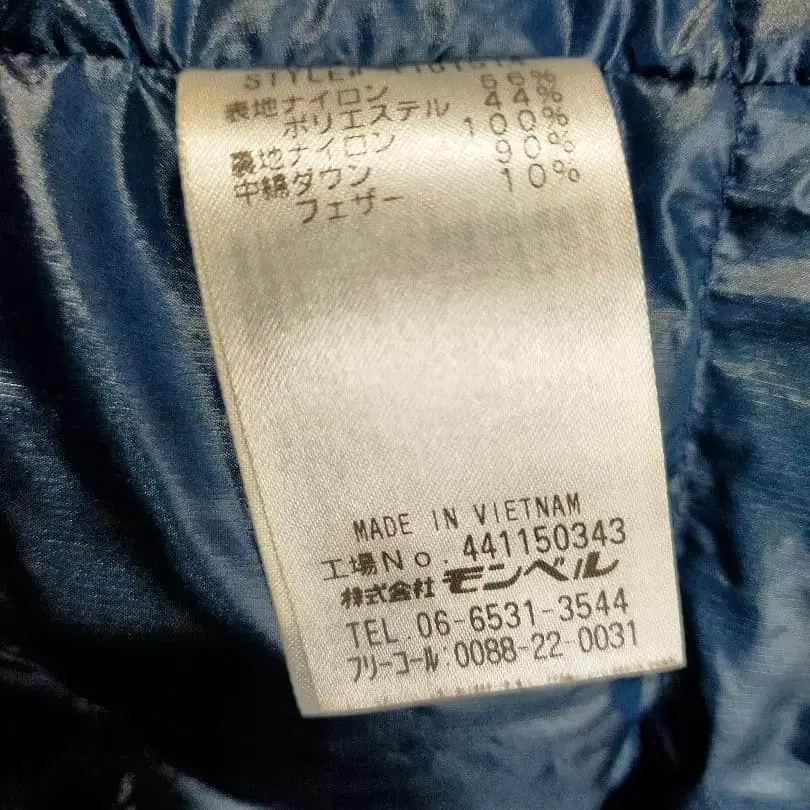 STYLE#
表地ナイロン 56%
ポリエステル 44%
裏地ナイロン 100%
中綿ダウン 90%
フェザー 10%
MADE IN VIETNAM
工場No. 441150343
株式会社 モンベル
TEL. 06-6531-3544
フリーコール:0088-22-0031